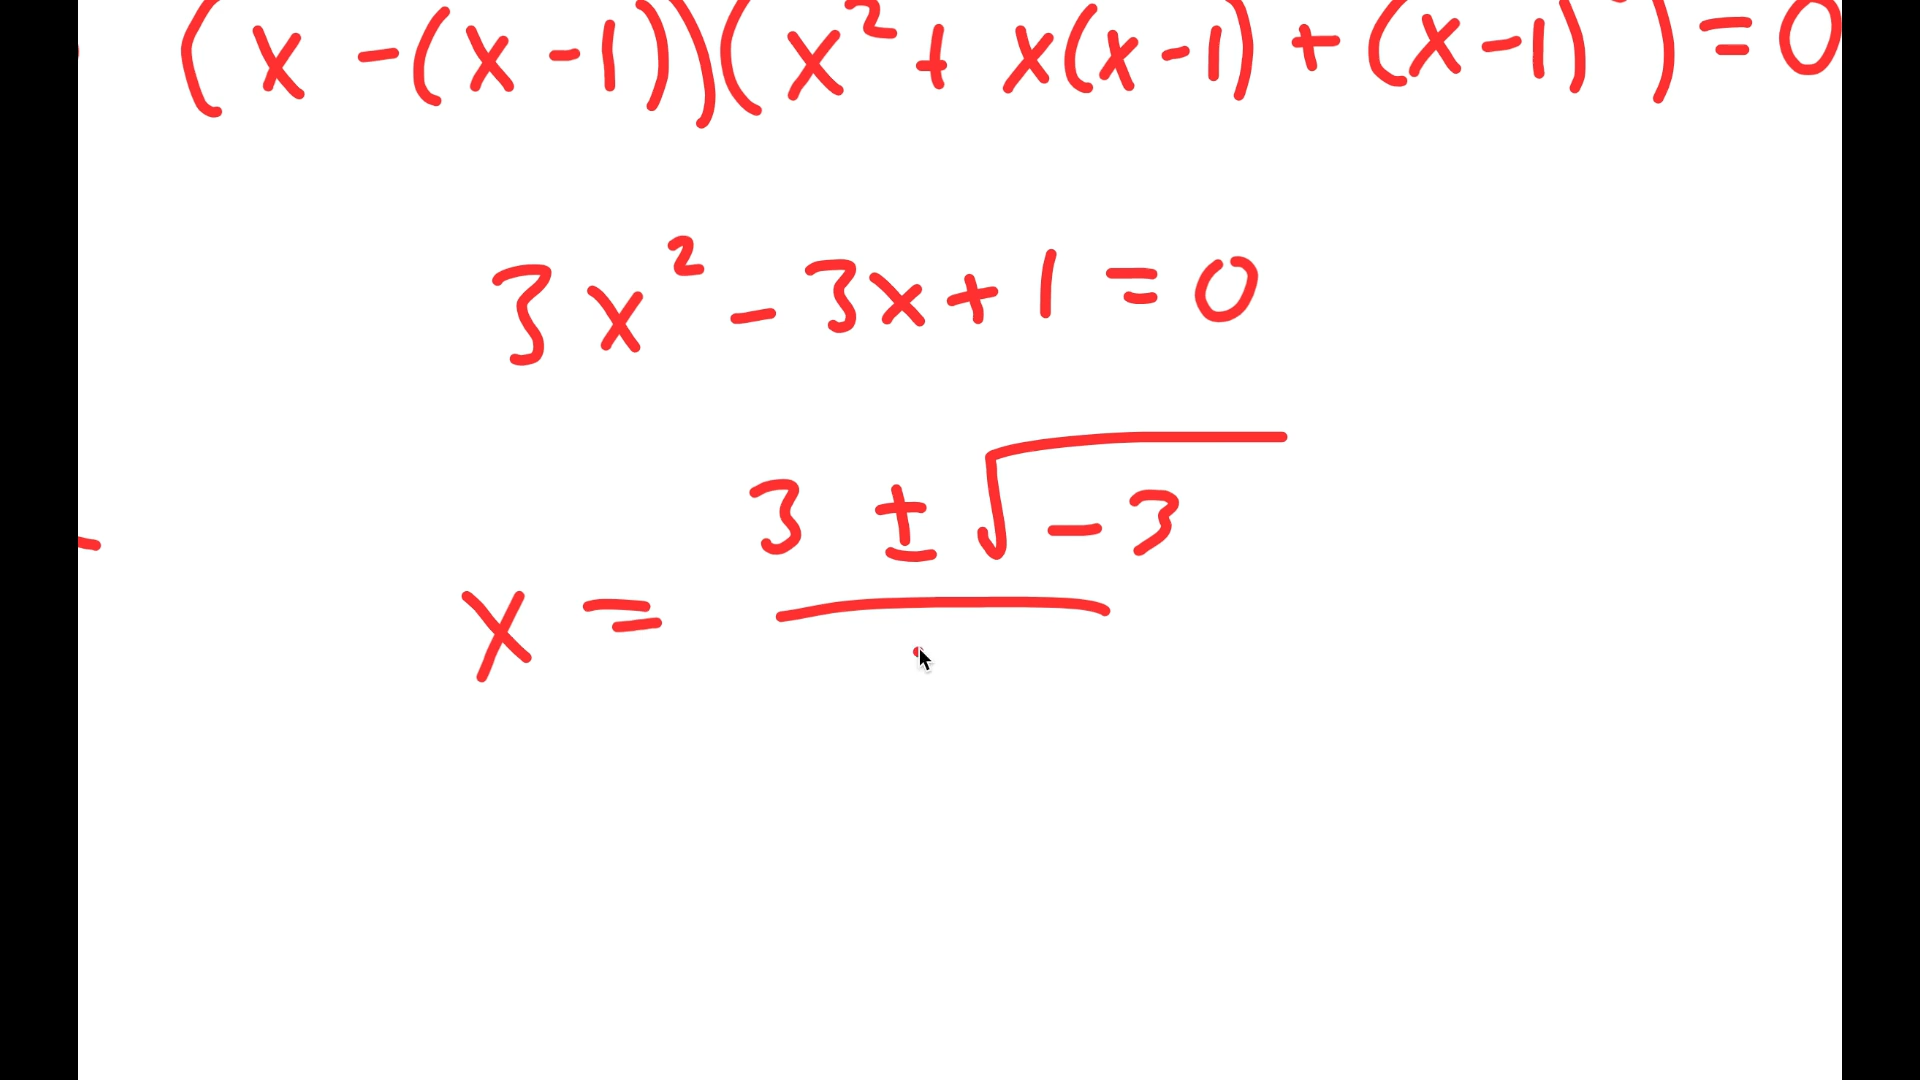 (x - (x - 1))(x² + x(x - 1) + (x - 1)²) = 0
3x² - 3x + 1 = 0
x = (3 ± √-3) /